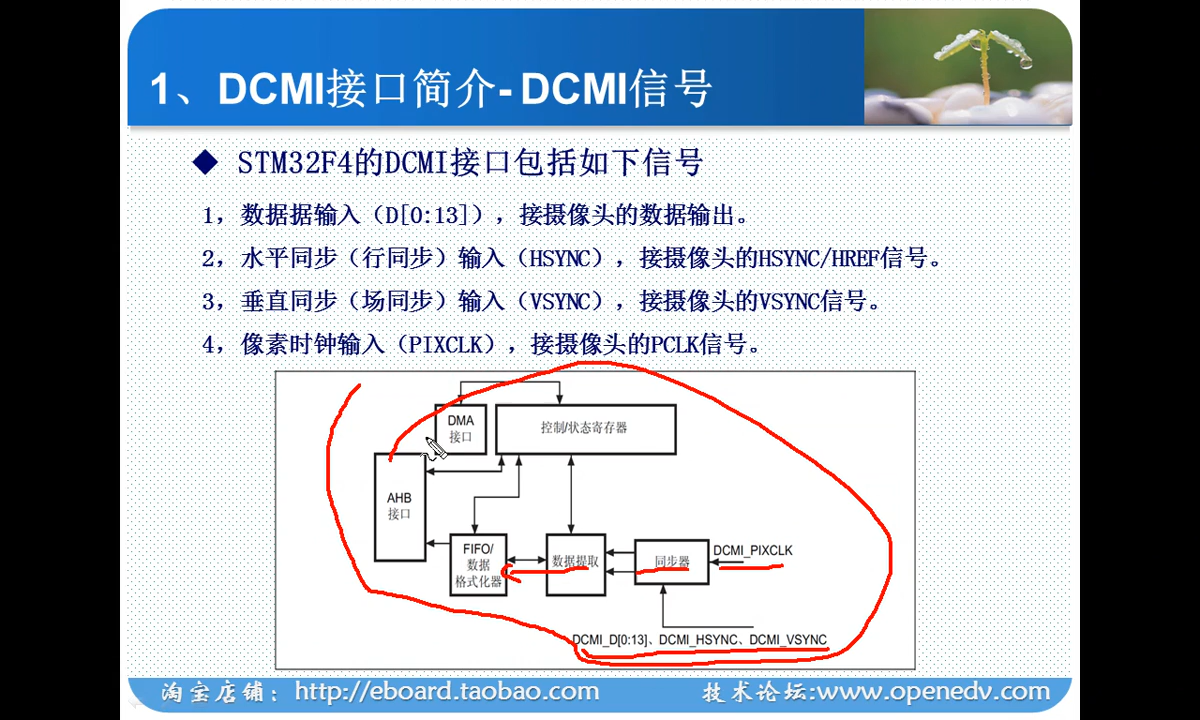 1、DCMI接口简介- DCMI信号
STM32F4的DCMI接口包括如下信号
1，数据据输入（D[0:13]），接摄像头的数据输出。
2，水平同步（行同步）输入（HSYNC），接摄像头的HSYNC/HREF信号。
3，垂直同步（场同步）输入（VSYNC），接摄像头的VSYNC信号。
4，像素时钟输入（PIXCLK），接摄像头的PCLK信号。
DMA
接口
控制/状态寄存器
AHB
接口
FIFO/
数据
格式化器
数据提取
同步器
DCMI_PIXCLK
DCMI_D[0:13]、DCMI_HSYNC、DCMI_VSYNC
淘宝店铺：http://eboard.taobao.com
技术论坛:www.openedv.com